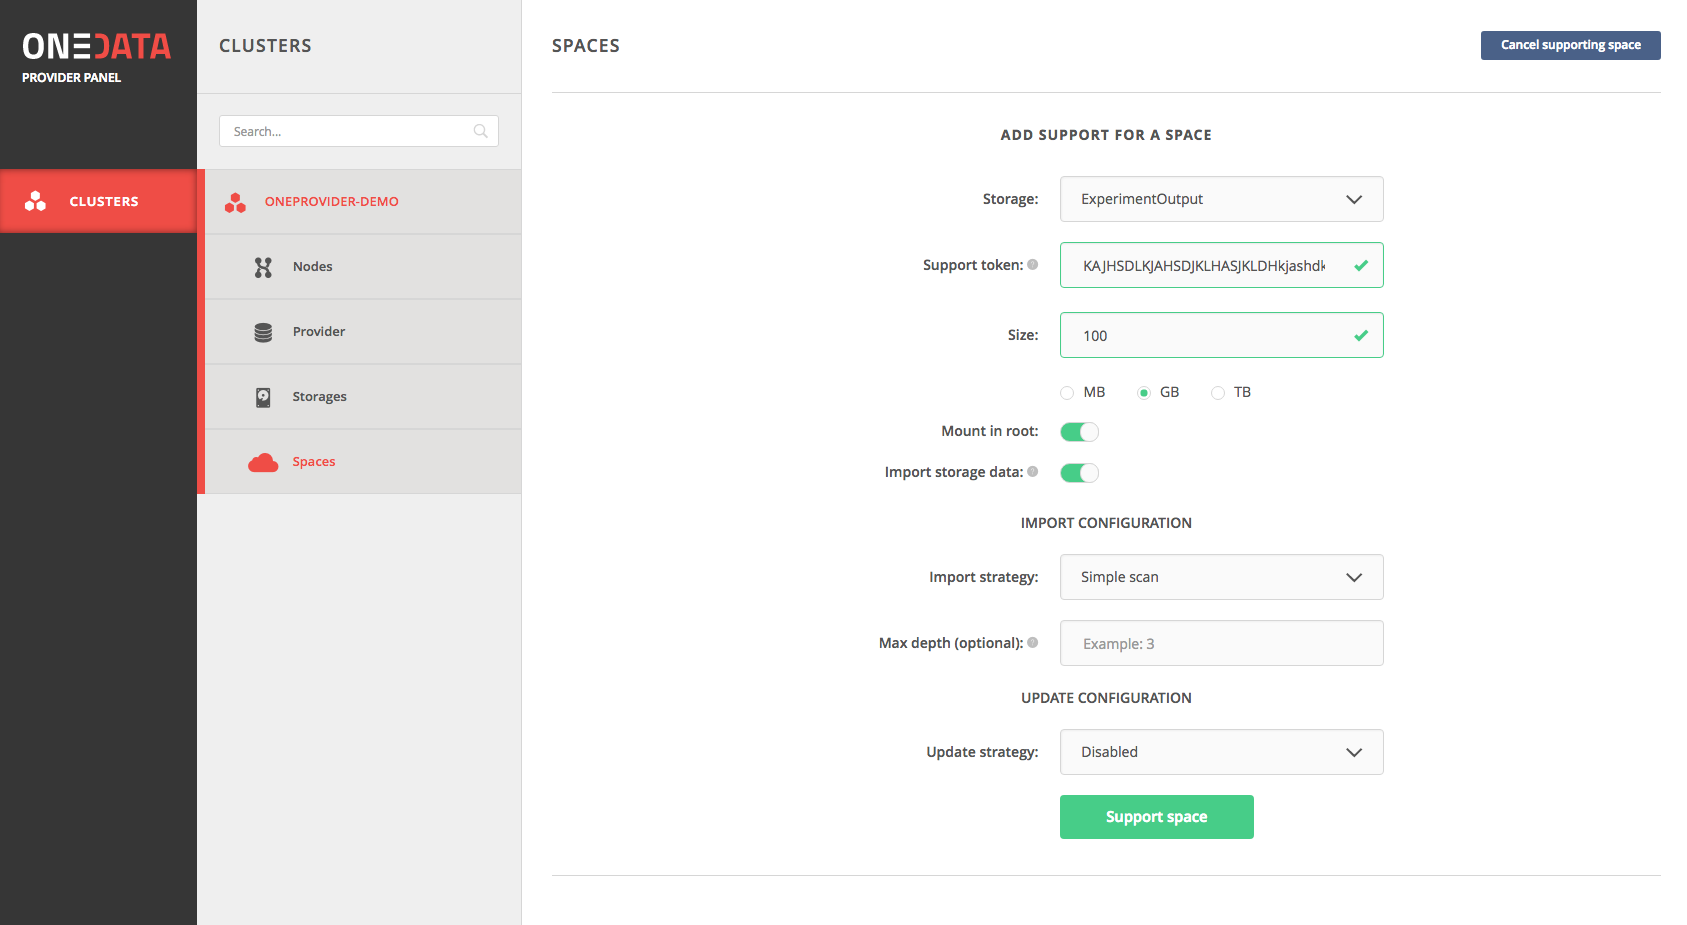 ONEDATA
PROVIDER PANEL
CLUSTERS
CLUSTERS
Search...
ONEPROVIDER-DEMO
Nodes
Provider
Storages
Spaces
SPACES
Cancel supporting space
ADD SUPPORT FOR A SPACE
Storage: ExperimentOutput
Support token: ? KAJHSDLKJAHSDJKLHASJKLDHkjashdk
Size: 100
MB GB TB
Mount in root:
Import storage data: ?
IMPORT CONFIGURATION
Import strategy: Simple scan
Max depth (optional): ? Example: 3
UPDATE CONFIGURATION
Update strategy: Disabled
Support space